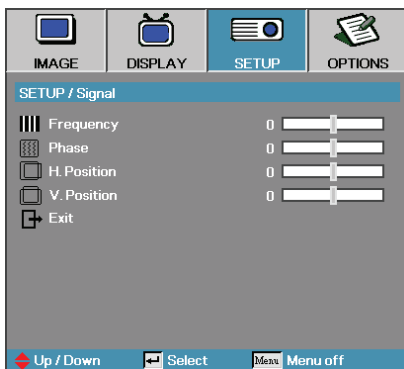 IMAGE DISPLAY SETUP OPTIONS
SETUP / Signal
Frequency 0
Phase 0
H. Position 0
V. Position 0
Exit
Up / Down Select Menu Menu off